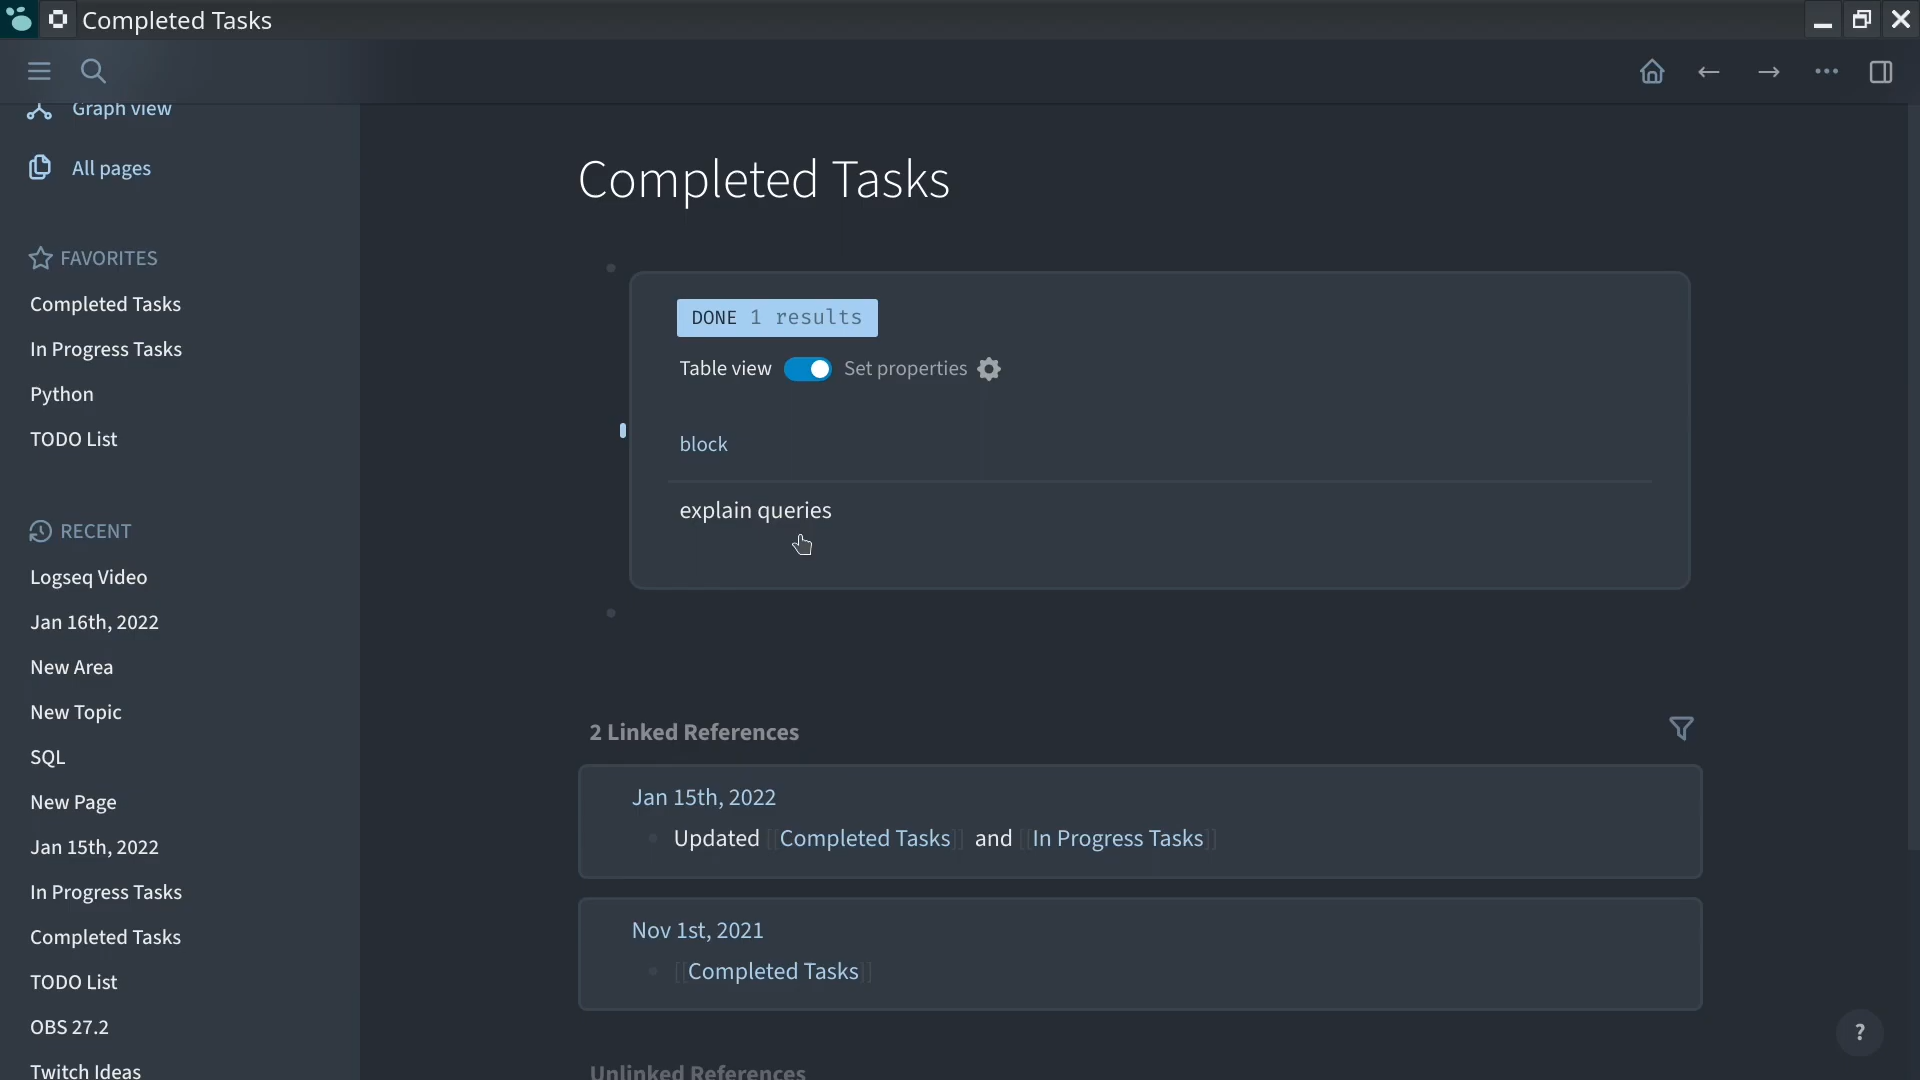 Completed Tasks
Graph view
All pages
FAVORITES
Completed Tasks
In Progress Tasks
Python
TODO List
RECENT
Logseq Video
Jan 16th, 2022
New Area
New Topic
SQL
New Page
Jan 15th, 2022
In Progress Tasks
Completed Tasks
TODO List
OBS 27.2
Twitch Ideas
Completed Tasks
DONE 1 results
Table view Set properties
block
explain queries
2 Linked References
Jan 15th, 2022
Updated [[Completed Tasks]] and [[In Progress Tasks]]
Nov 1st, 2021
[[Completed Tasks]]
Unlinked References
?